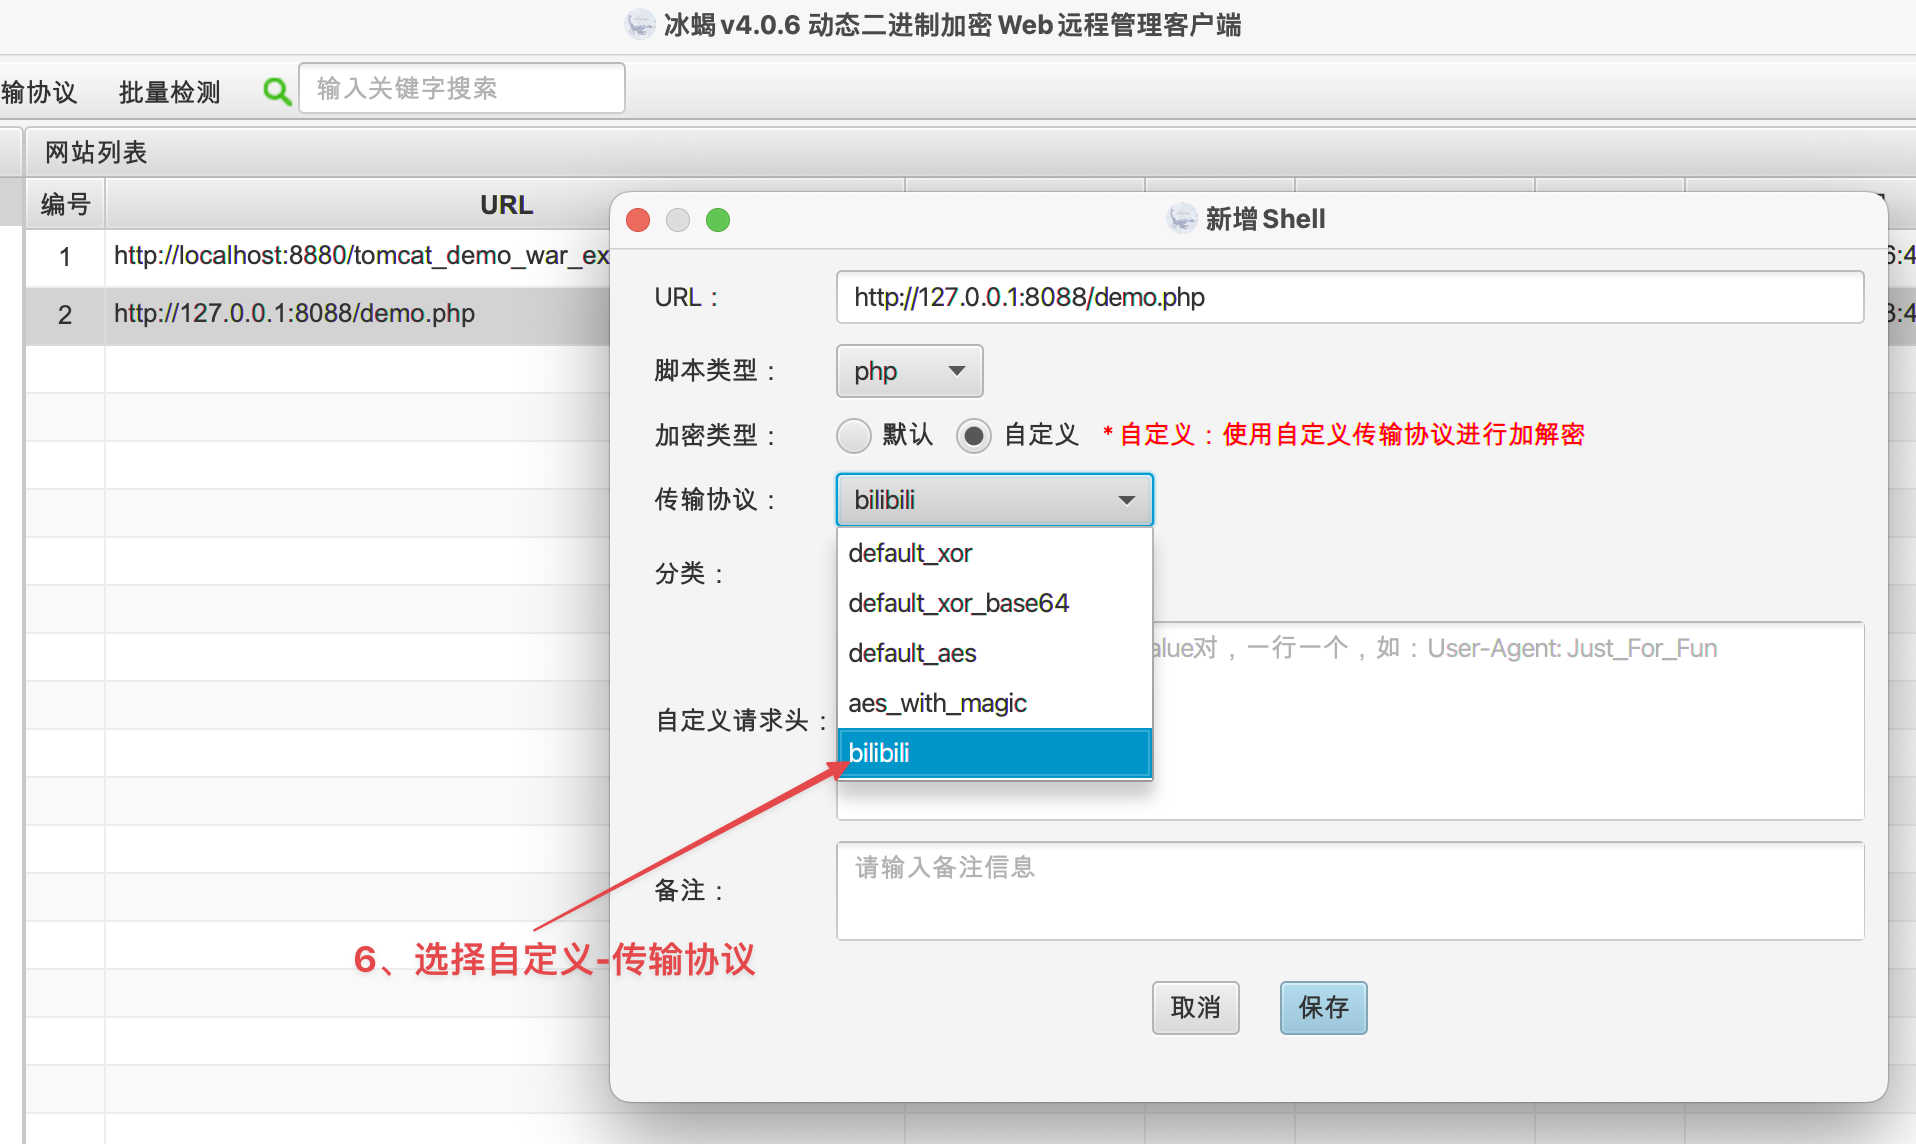 冰蝎v4.0.6 动态二进制加密Web远程管理客户端
输协议 批量检测 输入关键字搜索
网站列表
编号 URL
1 http://localhost:8880/tomcat_demo_war_ex
2 http://127.0.0.1:8088/demo.php
新增Shell
URL： http://127.0.0.1:8088/demo.php
脚本类型： php
加密类型： 默认 自定义 *自定义：使用自定义传输协议进行加解密
传输协议： bilibili
default_xor
分类：
default_xor_base64
default_aes
alue对，一行一个，如：User-Agent: Just_For_Fun
aes_with_magic
自定义请求头：
bilibili
请输入备注信息
备注：
6、选择自定义-传输协议
取消 保存